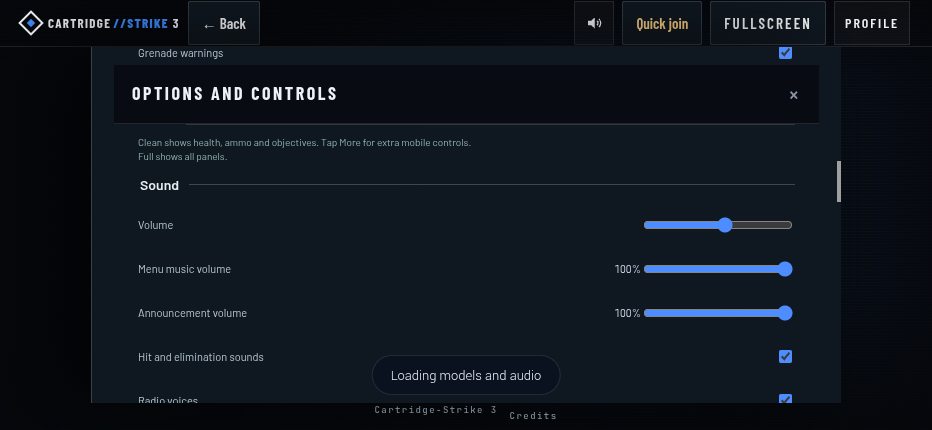 CARTRIDGE//STRIKE 3
← Back
Quick join
FULLSCREEN
PROFILE
Grenade warnings
OPTIONS AND CONTROLS
×
Clean shows health, ammo and objectives. Tap More for extra mobile controls.
Full shows all panels.
Sound
Volume
Menu music volume
100%
Announcement volume
100%
Hit and elimination sounds
Loading models and audio
Radio voices
Cartridge-Strike 3
Credits